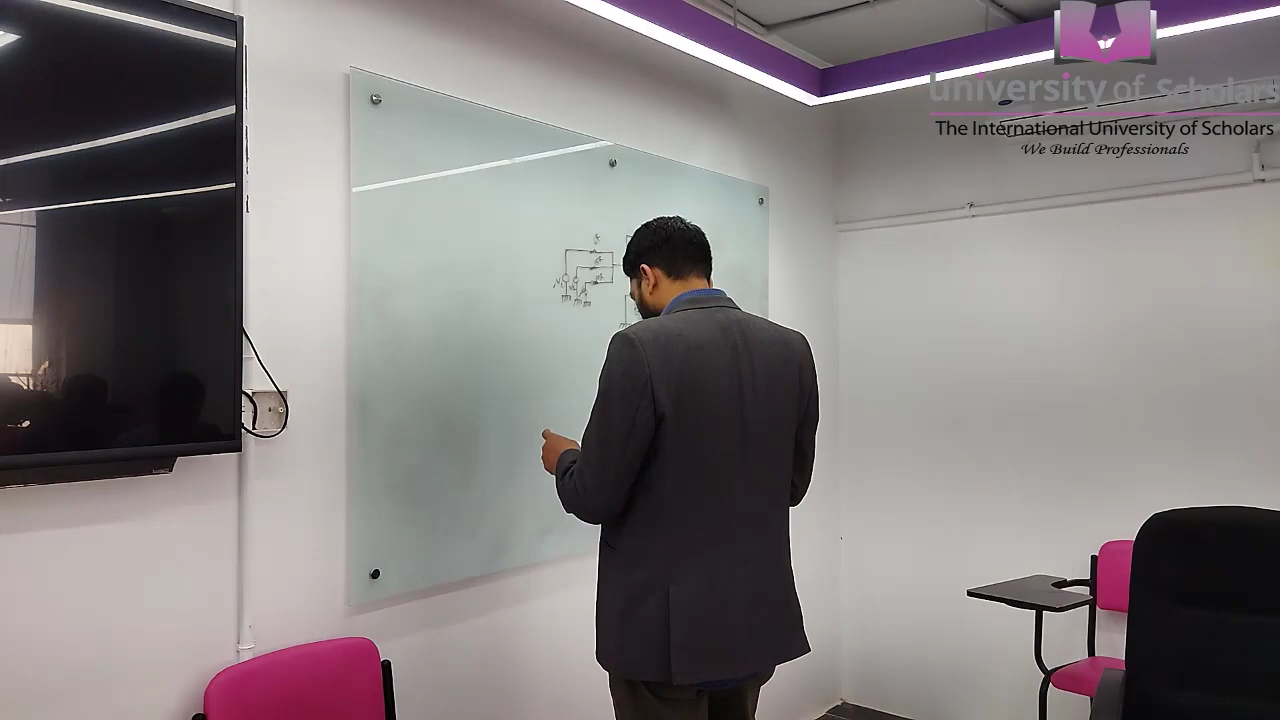 University of Scholars
The International University of Scholars
We Build Professionals